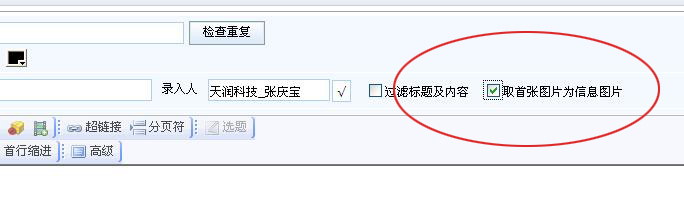 检查重复
录入人 天润科技_张庆宝 √ 过滤标题及内容 取首张图片为信息图片
超链接 分页符 选题
首行缩进 高级